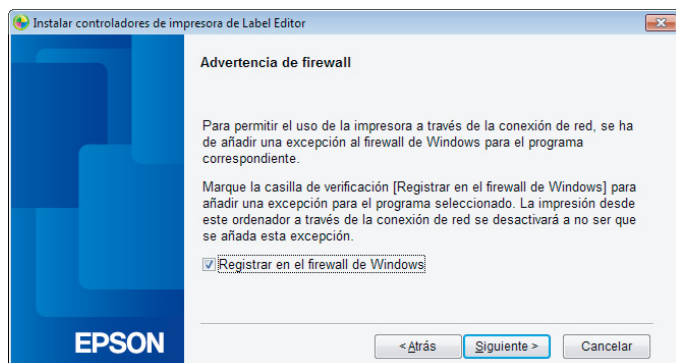 Instalar controladores de impresora de Label Editor
Advertencia de firewall
Para permitir el uso de la impresora a través de la conexión de red, se ha
de añadir una excepción al firewall de Windows para el programa
correspondiente.
Marque la casilla de verificación [Registrar en el firewall de Windows] para
añadir una excepción para el programa seleccionado. La impresión desde
este ordenador a través de la conexión de red se desactivará a no ser que
se añada esta excepción.
Registrar en el firewall de Windows
EPSON
< Atrás
Siguiente >
Cancelar